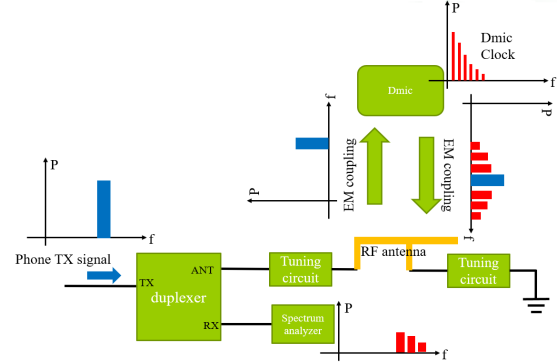 P
Dmic
Clock
f
Dmic
f
P
EM coupling
EM coupling
P
f
P
f
Phone TX signal
TX
ANT
duplexer
RX
Tuning
circuit
RF antenna
Tuning
circuit
Spectrum
analyzer
P
f